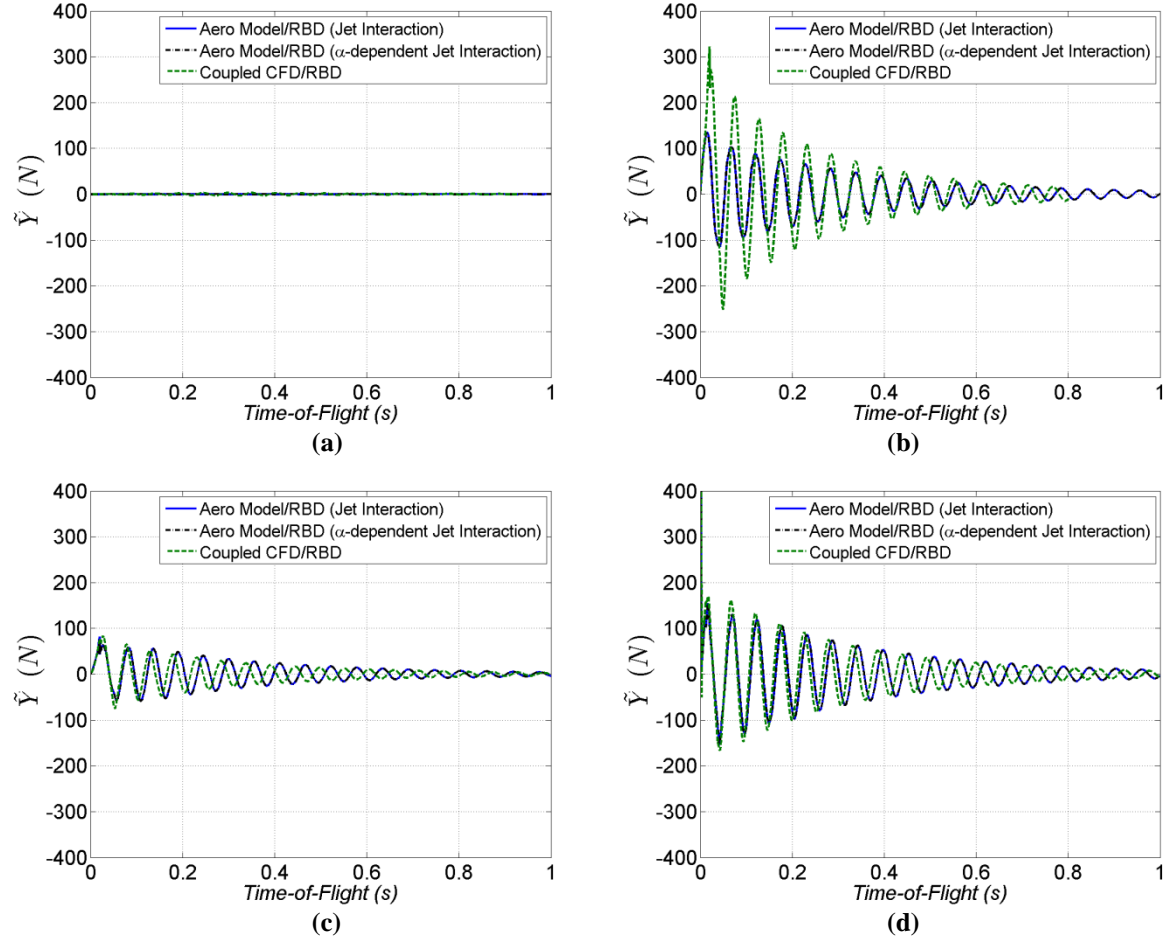 400
300
200
100
0
-100
-200
-300
-400
Ỹ (N)
Aero Model/RBD (Jet Interaction)
Aero Model/RBD (α-dependent Jet Interaction)
Coupled CFD/RBD
0 0.2 0.4 0.6 0.8 1
Time-of-Flight (s)
(a)
400
300
200
100
0
-100
-200
-300
-400
Ỹ (N)
Aero Model/RBD (Jet Interaction)
Aero Model/RBD (α-dependent Jet Interaction)
Coupled CFD/RBD
0 0.2 0.4 0.6 0.8 1
Time-of-Flight (s)
(b)
400
300
200
100
0
-100
-200
-300
-400
Ỹ (N)
Aero Model/RBD (Jet Interaction)
Aero Model/RBD (α-dependent Jet Interaction)
Coupled CFD/RBD
0 0.2 0.4 0.6 0.8 1
Time-of-Flight (s)
(c)
400
300
200
100
0
-100
-200
-300
-400
Ỹ (N)
Aero Model/RBD (Jet Interaction)
Aero Model/RBD (α-dependent Jet Interaction)
Coupled CFD/RBD
0 0.2 0.4 0.6 0.8 1
Time-of-Flight (s)
(d)